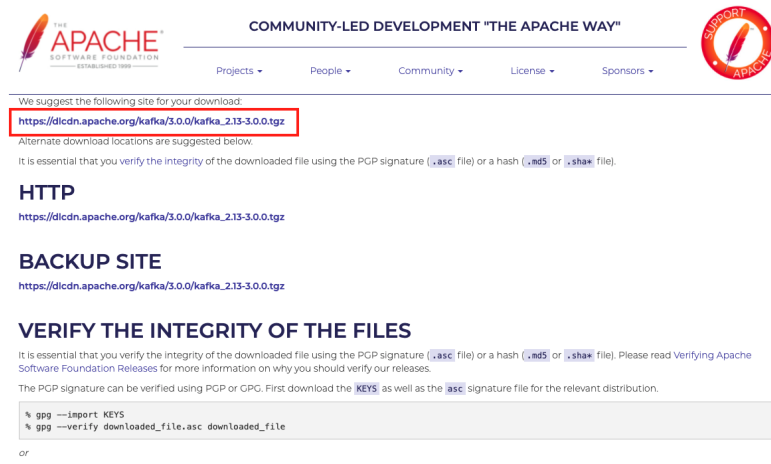 THE
APACHE®
SOFTWARE FOUNDATION
ESTABLISHED 1999
COMMUNITY-LED DEVELOPMENT "THE APACHE WAY"
SUPPORT
APACHE
Projects People Community License Sponsors
We suggest the following site for your download:
https://dlcdn.apache.org/kafka/3.0.0/kafka_2.13-3.0.0.tgz
Alternate download locations are suggested below.
It is essential that you verify the integrity of the downloaded file using the PGP signature ( .asc file) or a hash ( .md5 or .sha* file).
HTTP
https://dlcdn.apache.org/kafka/3.0.0/kafka_2.13-3.0.0.tgz
BACKUP SITE
https://dlcdn.apache.org/kafka/3.0.0/kafka_2.13-3.0.0.tgz
VERIFY THE INTEGRITY OF THE FILES
It is essential that you verify the integrity of the downloaded file using the PGP signature ( .asc file) or a hash ( .md5 or .sha* file). Please read Verifying Apache
Software Foundation Releases for more information on why you should verify our releases.
The PGP signature can be verified using PGP or GPG. First download the KEYS as well as the asc signature file for the relevant distribution.
% gpg --import KEYS
% gpg --verify downloaded_file.asc downloaded_file
or